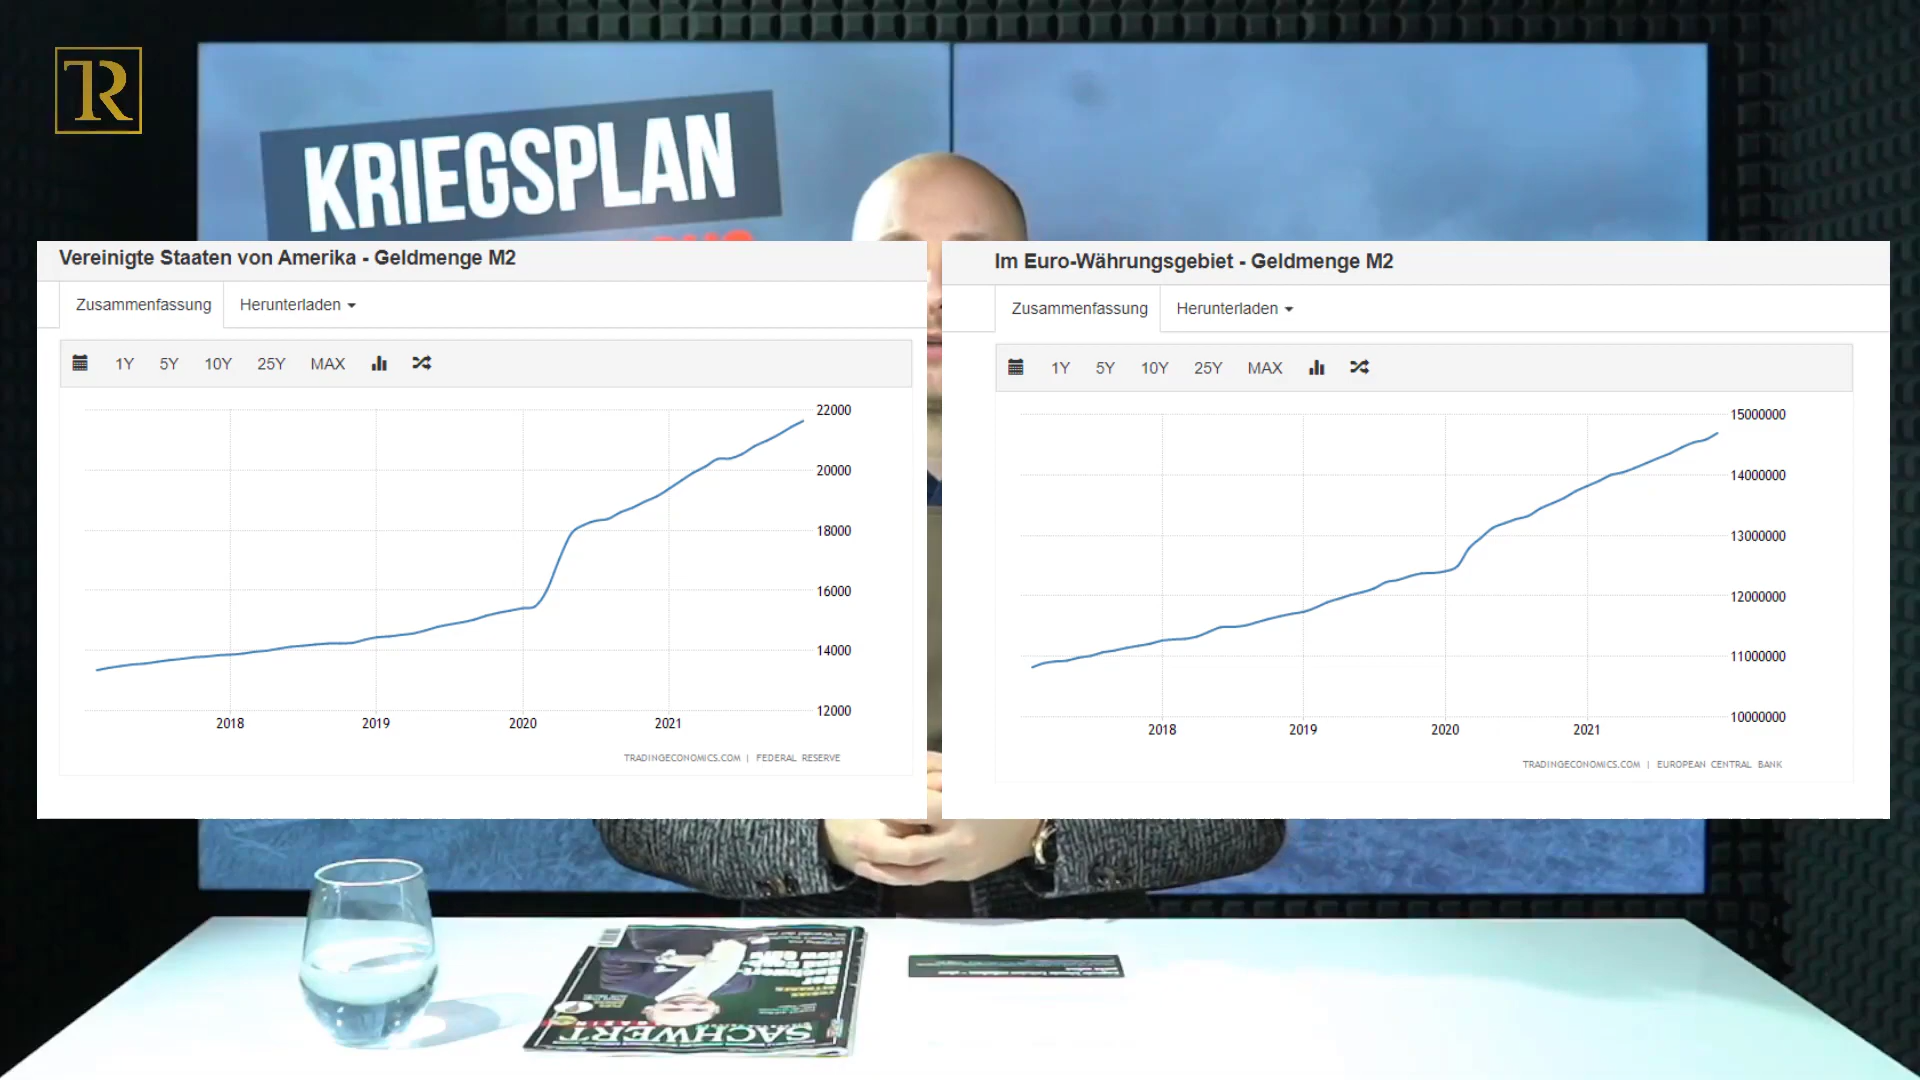 TR
KRIEGSPLAN
Vereinigte Staaten von Amerika - Geldmenge M2
Zusammenfassung Herunterladen
1Y 5Y 10Y 25Y MAX
22000
20000
18000
16000
14000
12000
2018 2019 2020 2021
TRADINGECONOMICS.COM | FEDERAL RESERVE
Im Euro-Währungsgebiet - Geldmenge M2
Zusammenfassung Herunterladen
1Y 5Y 10Y 25Y MAX
15000000
14000000
13000000
12000000
11000000
10000000
2018 2019 2020 2021
TRADINGECONOMICS.COM | EUROPEAN CENTRAL BANK
SACHWERT